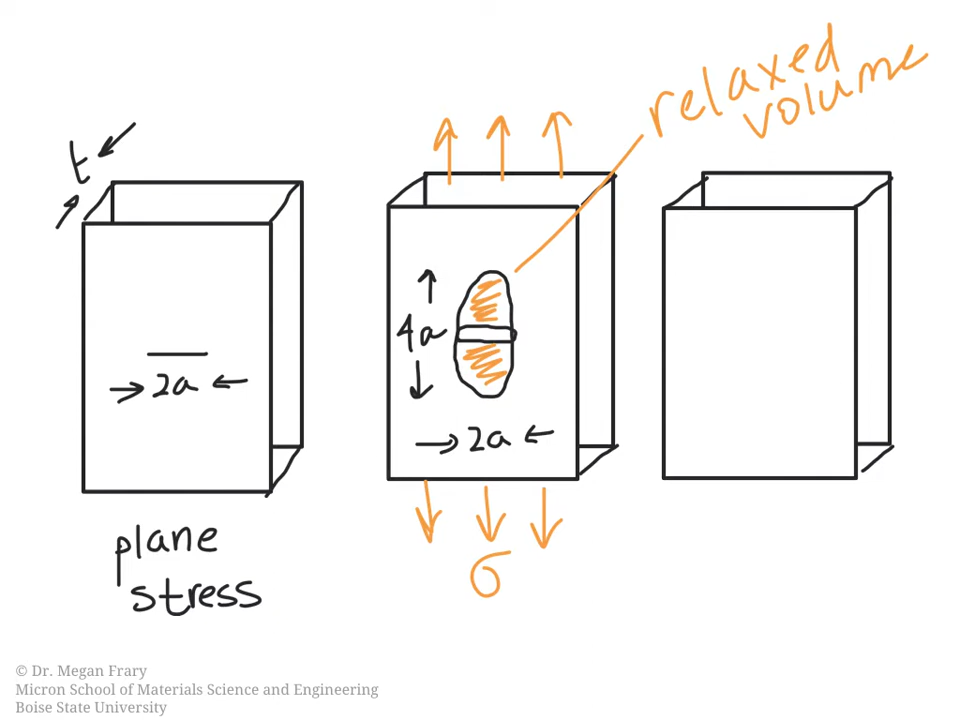 relaxed
volume
t
4a
2a
2a
plane
stress
σ
© Dr. Megan Frary
Micron School of Materials Science and Engineering
Boise State University